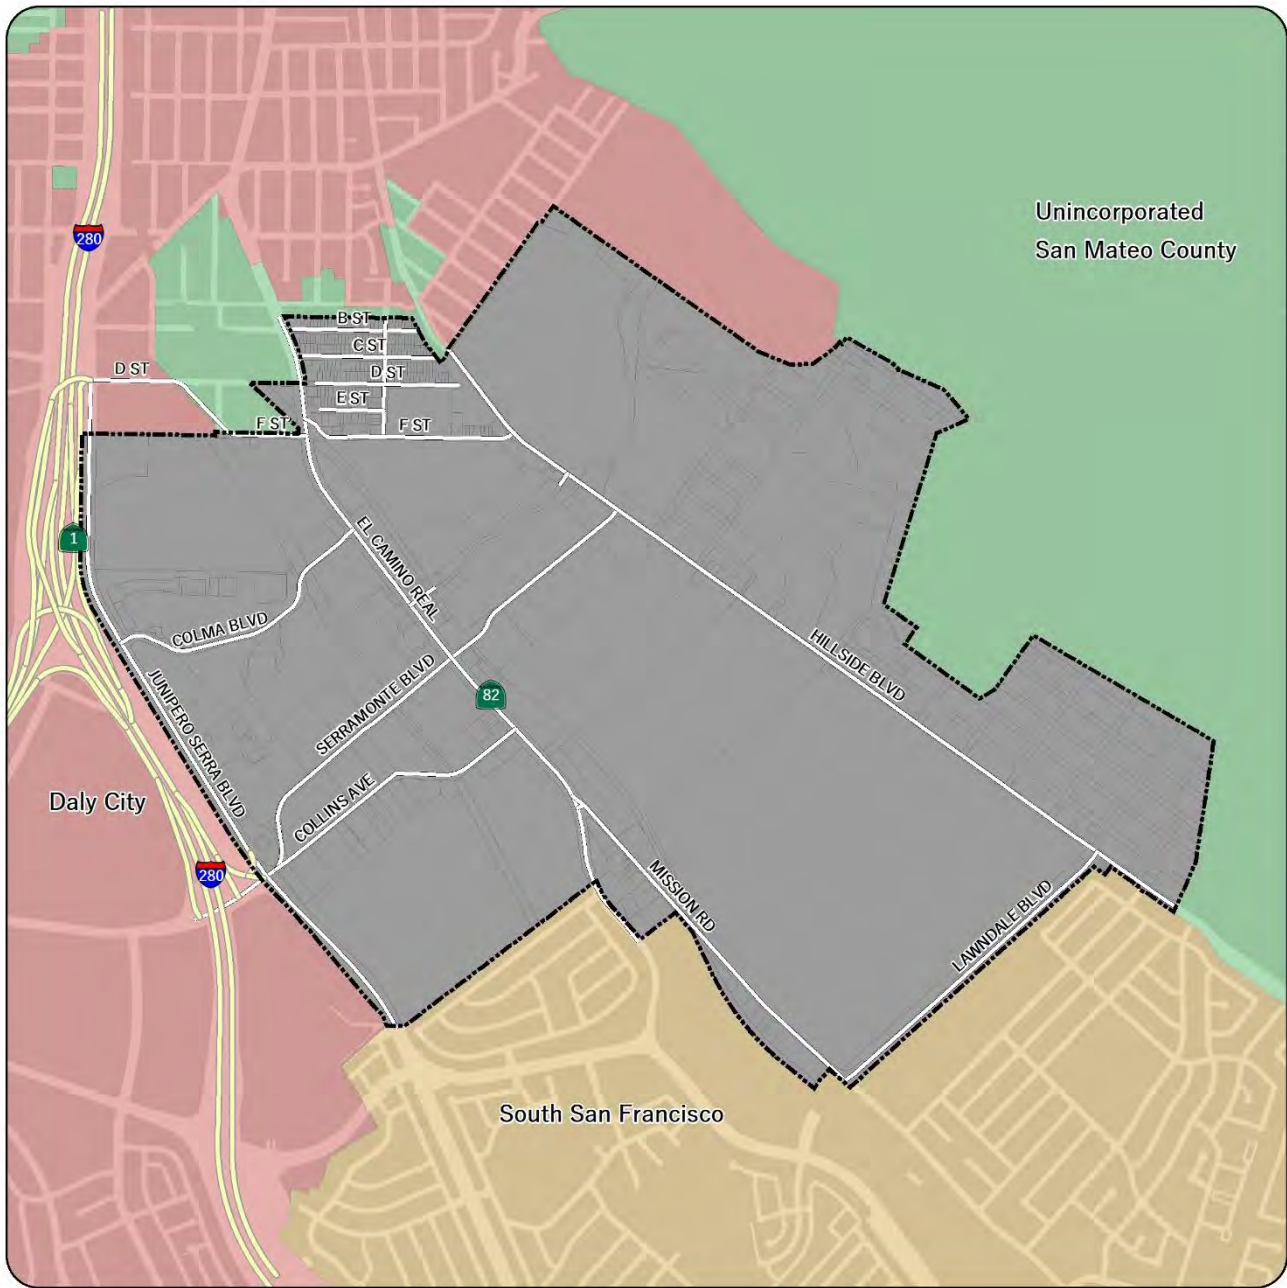 Unincorporated
San Mateo County
280
B ST
C ST
D ST
D ST
E ST
F ST
F ST
1
EL CAMINO REAL
COLMA BLVD
HILLSIDE BLVD
JUNIPERO SERRA BLVD
SERRAMONTE BLVD
82
Daly City
COLLINS AVE
280
MISSION RD
LAWNDALE BLVD
South San Francisco